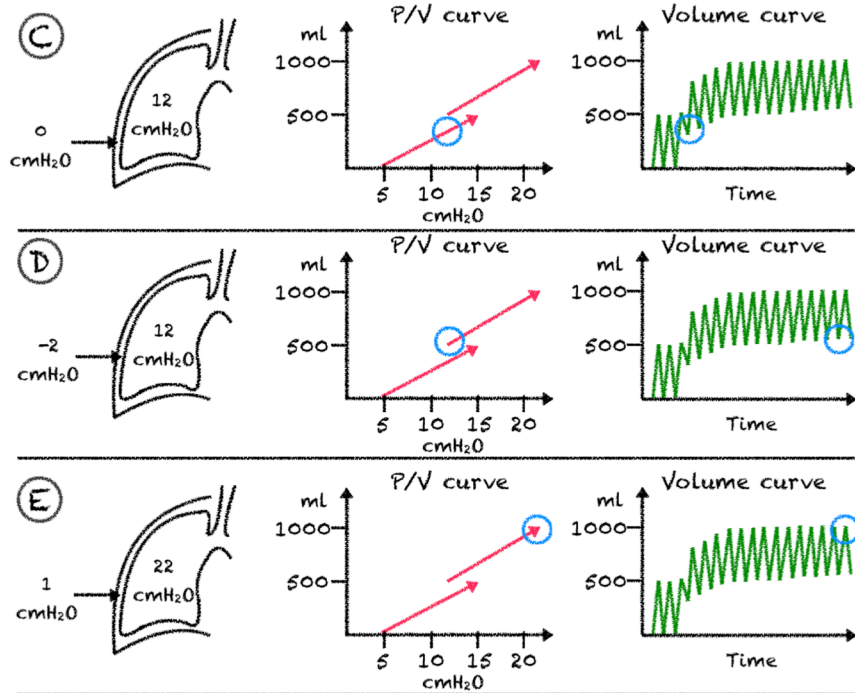 C
P/V curve
Volume curve
ml
ml
1000
1000
12
cmH2O
500
500
0
cmH2O
5 10 15 20
cmH2O
Time
D
P/V curve
Volume curve
ml
ml
1000
1000
12
cmH2O
500
500
-2
cmH2O
5 10 15 20
cmH2O
Time
E
P/V curve
Volume curve
ml
ml
1000
1000
22
cmH2O
500
500
1
cmH2O
5 10 15 20
cmH2O
Time